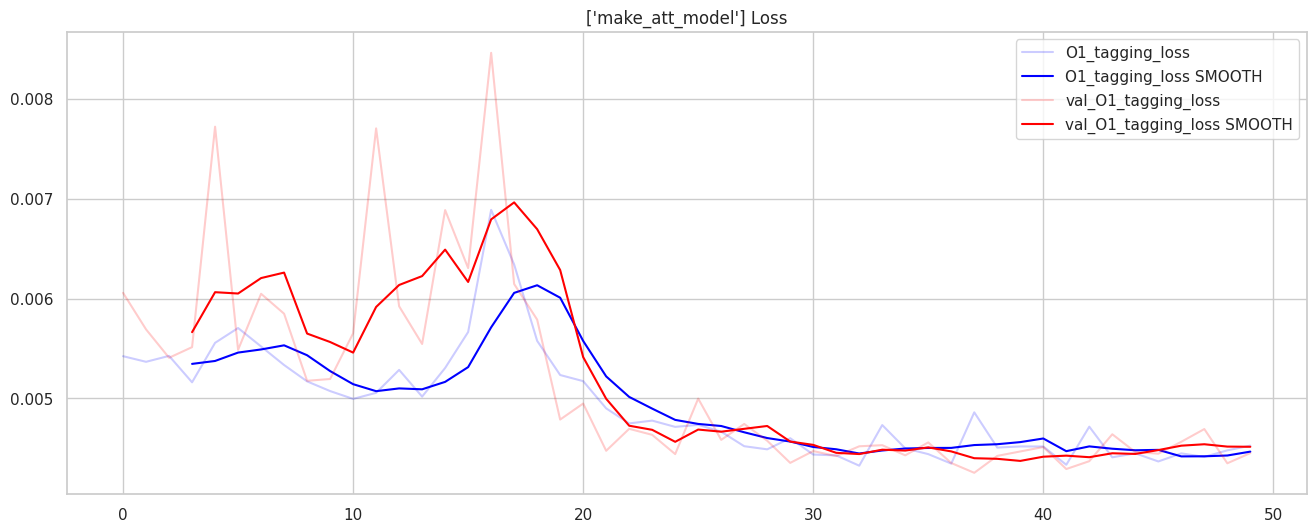 ['make_att_model'] Loss
O1_tagging_loss
O1_tagging_loss SMOOTH
val_O1_tagging_loss
val_O1_tagging_loss SMOOTH
0.008
0.007
0.006
0.005
0 10 20 30 40 50